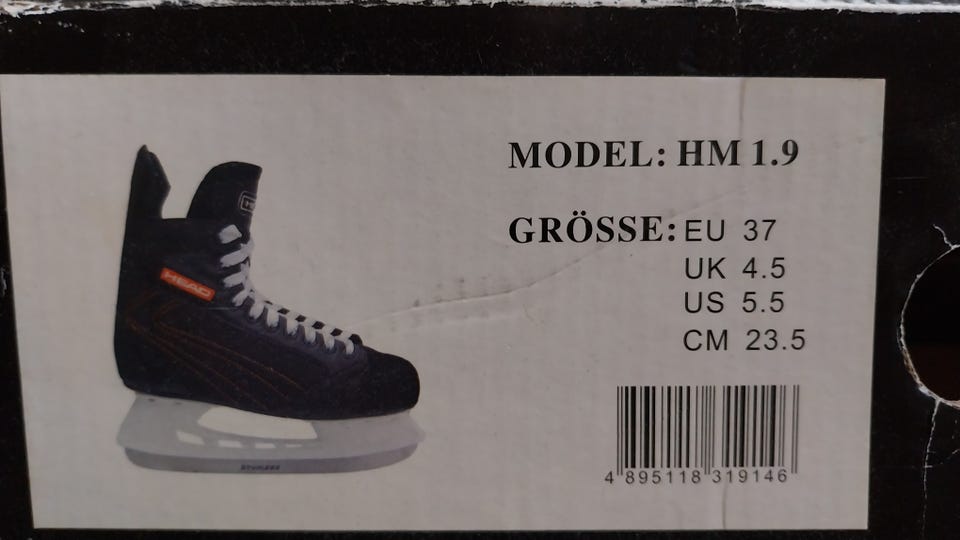 MODEL: HM 1.9
GRÖSSE: EU 37
UK 4.5
US 5.5
CM 23.5
HEAD
4 895118 319146